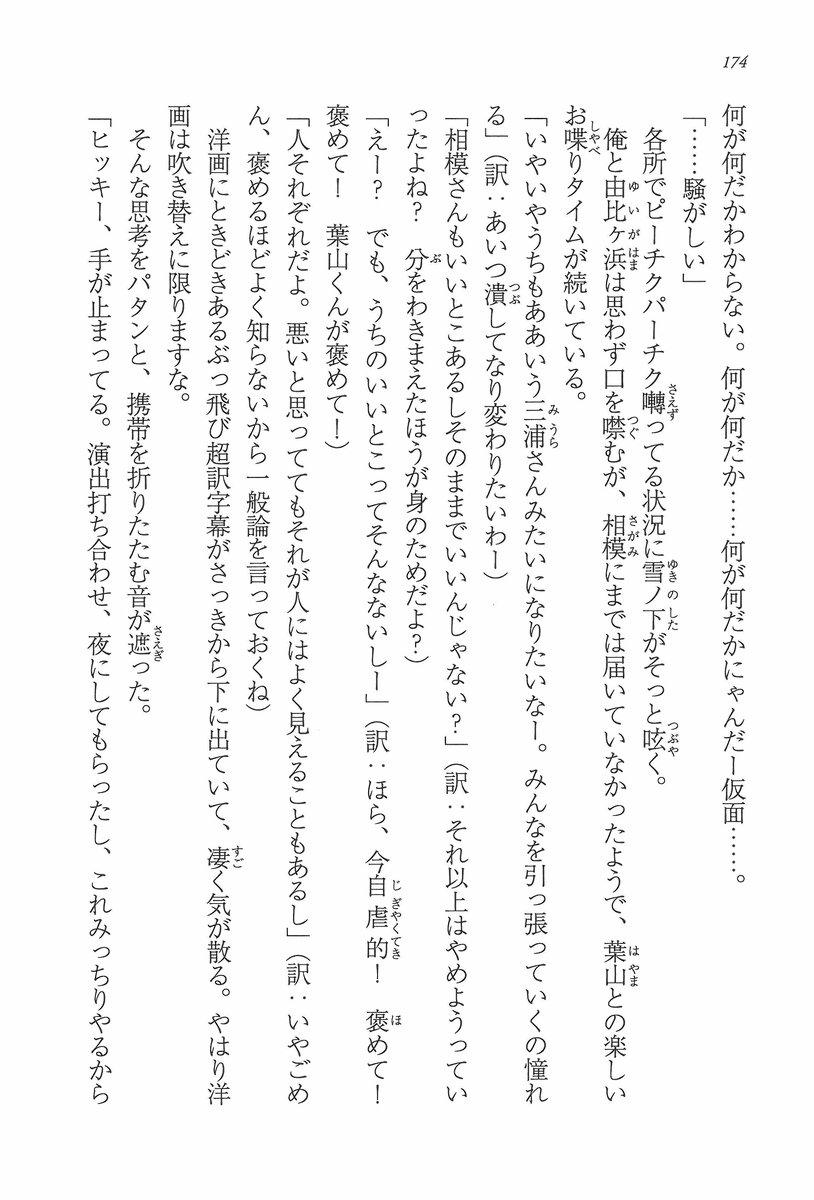 174
何が何だかわからない。何が何だか……何が何だかにゃんだー仮面……。
「……騒がしい」
各所でピーチクパーチク囀ってる状況に雪ノ下がそっと呟く。
俺と由比ヶ浜は思わず口を噤むが、相模にまでは届いていなかったようで、葉山との楽しい
お喋りタイムが続いている。
「いやいやうちもああいう三浦さんみたいになりたいなー。みんなを引っ張っていくの憧れ
る」（訳：あいつ潰してなり変わりたいわー）
「相模さんもいいとこあるしそのままでいいんじゃない？」（訳：それ以上はやめようってい
ったよね？　分をわきまえたほうが身のためだよ？）
「えー？　でも、うちのいいとこってそんなないしー」（訳：ほら、今自虐的！　褒めて！
褒めて！　葉山くんが褒めて！）
「人それぞれだよ。悪いと思っててもそれが人にはよく見えることもあるし」（訳：いやごめ
ん、褒めるほどよく知らないから一般論を言っておくね）
洋画にときどきあるぶっ飛び超訳字幕がさっきから下に出ていて、凄く気が散る。やはり洋
画は吹き替えに限りますな。
そんな思考をパタンと、携帯を折りたたむ音が遮った。
「ヒッキー、手が止まってる。演出打ち合わせ、夜にしてもらったし、これみっちりやるから